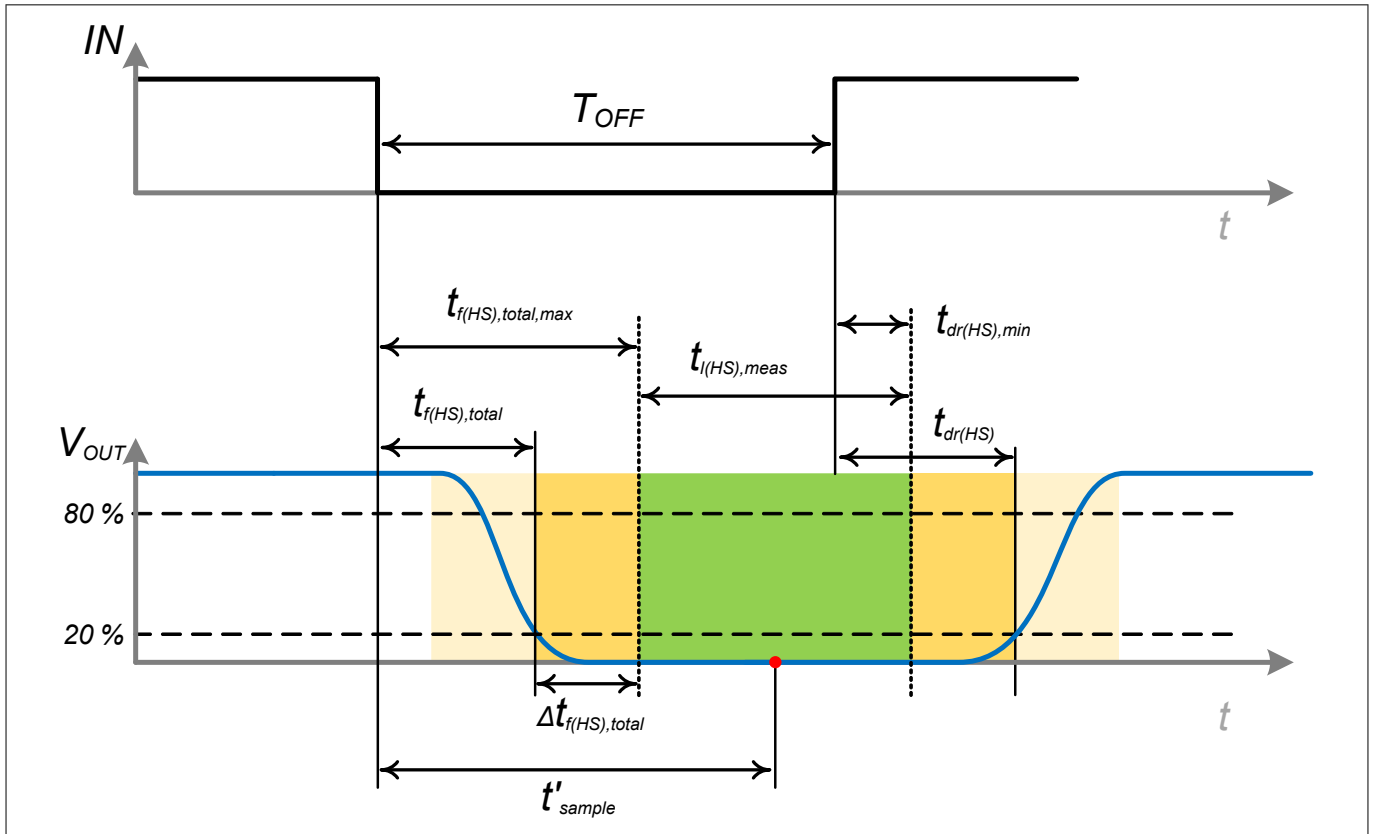 IN
T_OFF
t
t_f(HS),total,max
t_dr(HS),min
t_l(HS),meas
t_f(HS),total
t_dr(HS)
V_OUT
80 %
20 %
Δt_f(HS),total
t
t'_sample